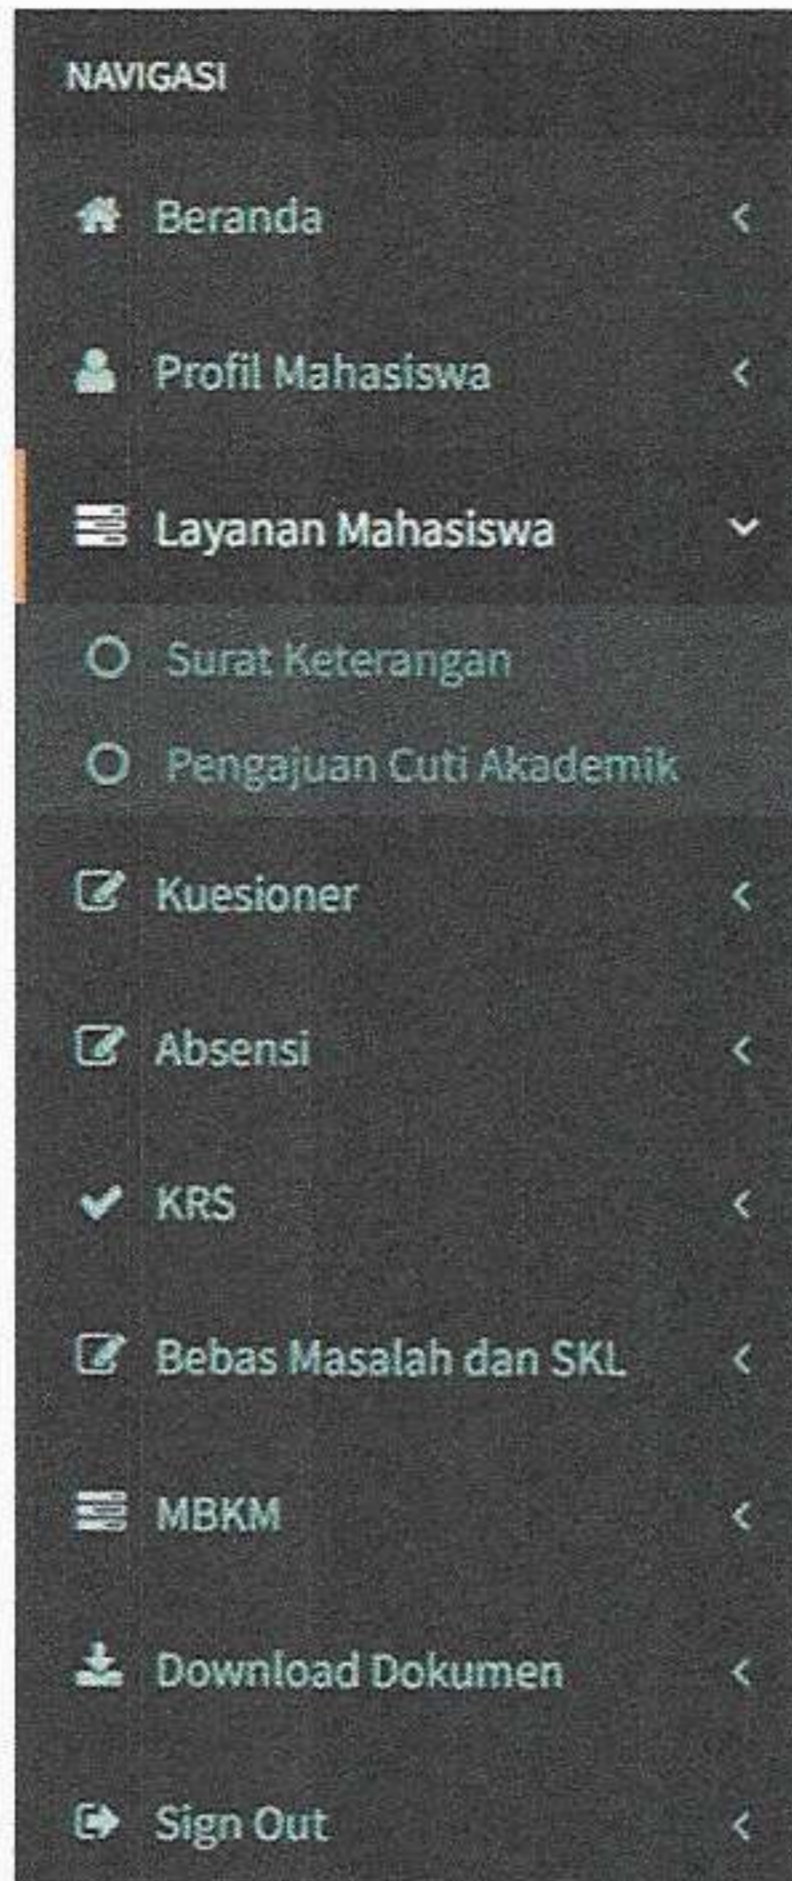 NAVIGASI
Beranda
Profil Mahasiswa
Layanan Mahasiswa
Surat Keterangan
Pengajuan Cuti Akademik
Kuesioner
Absensi
KRS
Bebas Masalah dan SKL
MBKM
Download Dokumen
Sign Out